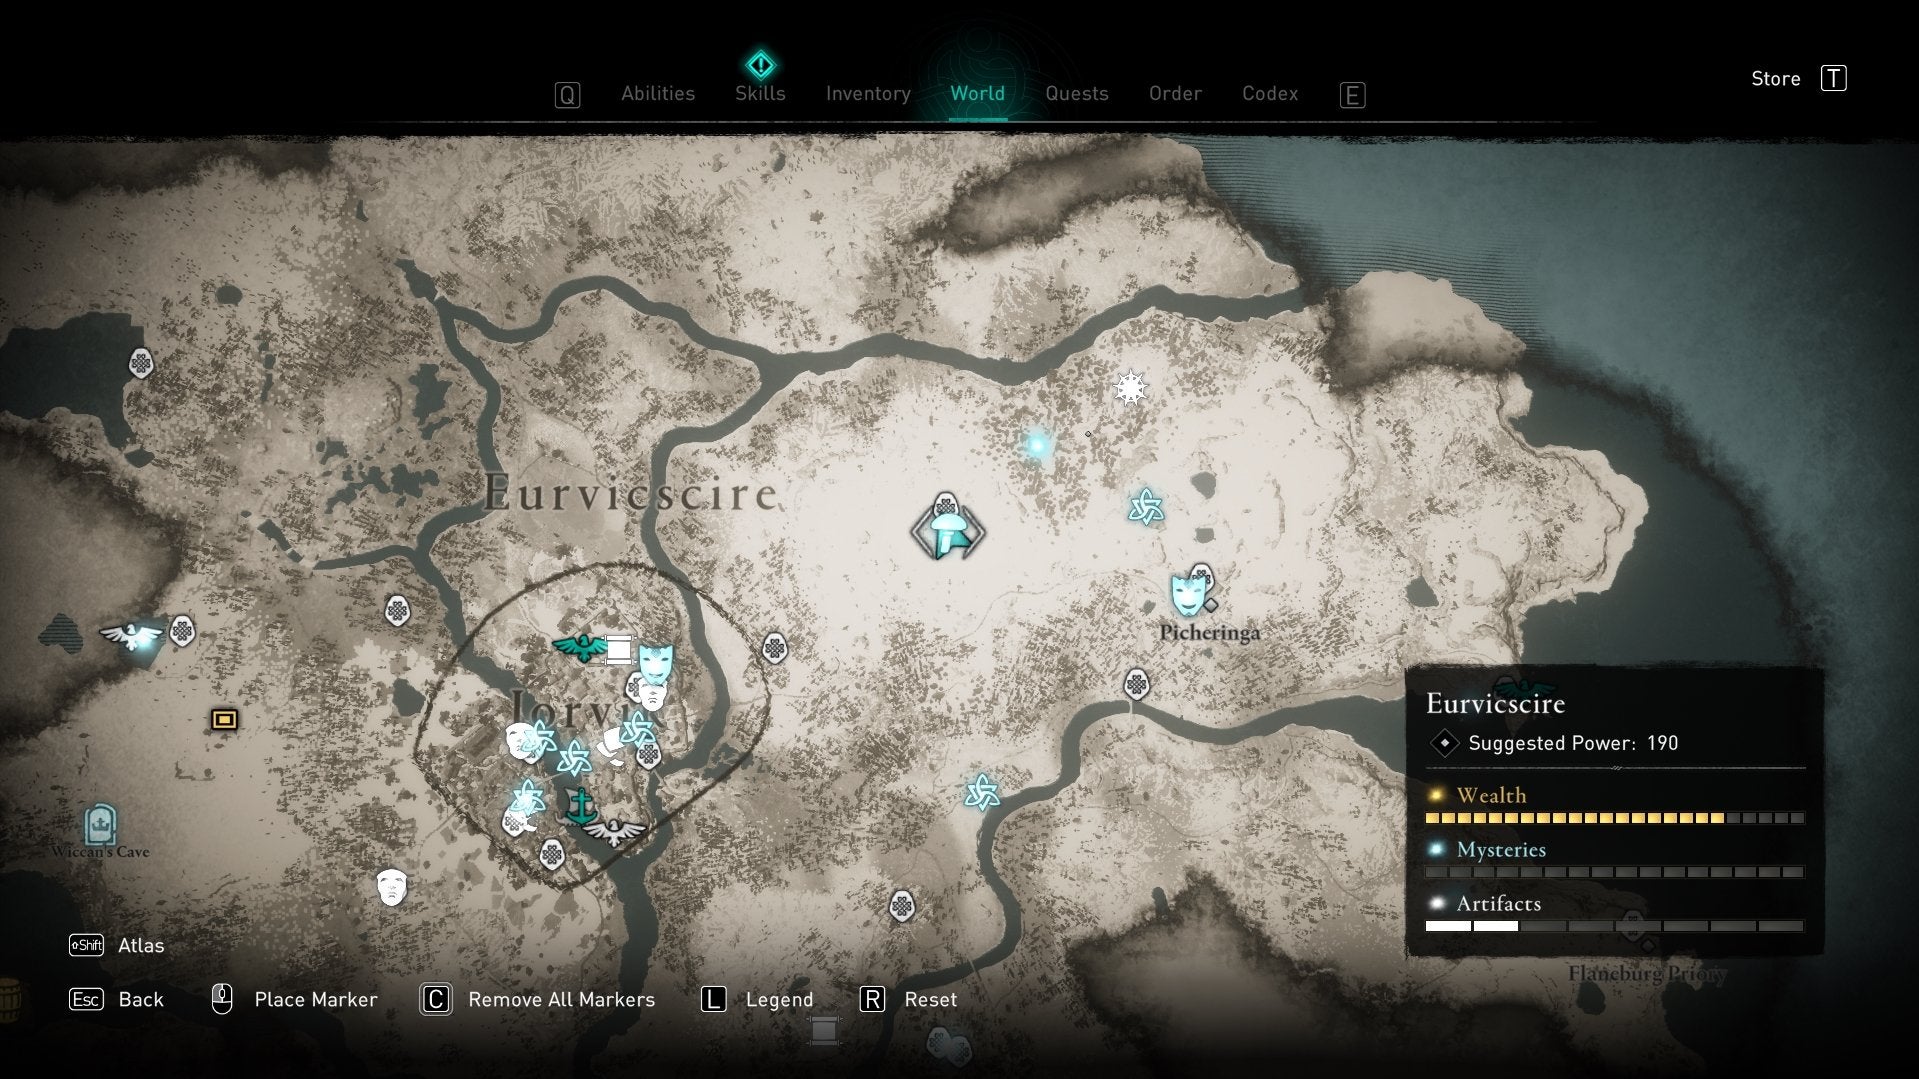 Store T
Q Abilities Skills Inventory World Quests Order Codex E
Eurvicscire
Picheringa
Jorvik
Wiccan's Cave
Eurvicscire
Suggested Power: 190
Wealth
Mysteries
Artifacts
Flaneburg Priory
Shift Atlas
Esc Back Place Marker C Remove All Markers L Legend R Reset